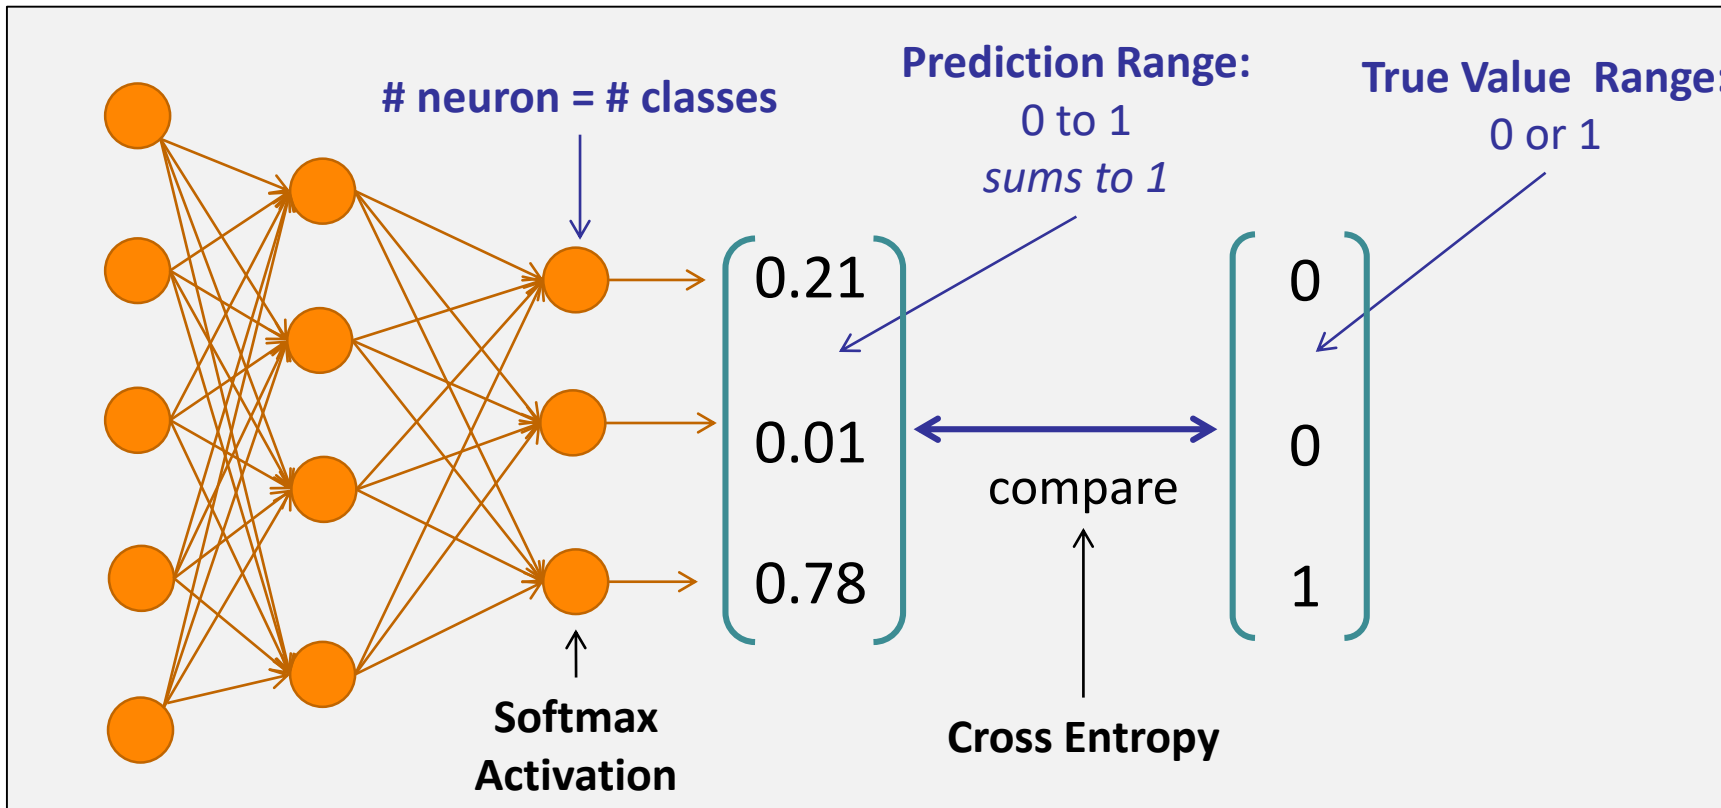 # neuron = # classes
Prediction Range:
0 to 1
sums to 1
True Value  Range:
0 or 1
0.21
0.01
0.78
compare
0
0
1
Softmax
Activation
Cross Entropy